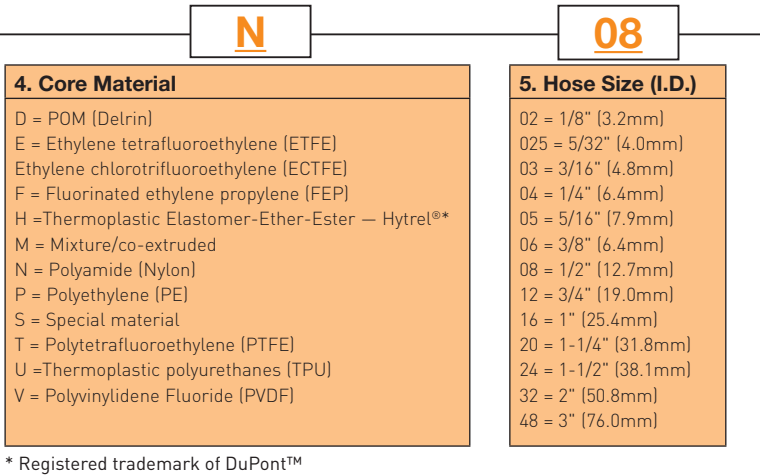 N
08
4. Core Material
D = POM (Delrin)
E = Ethylene tetrafluoroethylene (ETFE)
Ethylene chlorotrifluoroethylene (ECTFE)
F = Fluorinated ethylene propylene (FEP)
H =Thermoplastic Elastomer-Ether-Ester — Hytrel®*
M = Mixture/co-extruded
N = Polyamide (Nylon)
P = Polyethylene (PE)
S = Special material
T = Polytetrafluoroethylene (PTFE)
U =Thermoplastic polyurethanes (TPU)
V = Polyvinylidene Fluoride (PVDF)
5. Hose Size (I.D.)
02 = 1/8" (3.2mm)
025 = 5/32" (4.0mm)
03 = 3/16" (4.8mm)
04 = 1/4" (6.4mm)
05 = 5/16" (7.9mm)
06 = 3/8" (6.4mm)
08 = 1/2" (12.7mm)
12 = 3/4" (19.0mm)
16 = 1" (25.4mm)
20 = 1-1/4" (31.8mm)
24 = 1-1/2" (38.1mm)
32 = 2" (50.8mm)
48 = 3" (76.0mm)
* Registered trademark of DuPont™